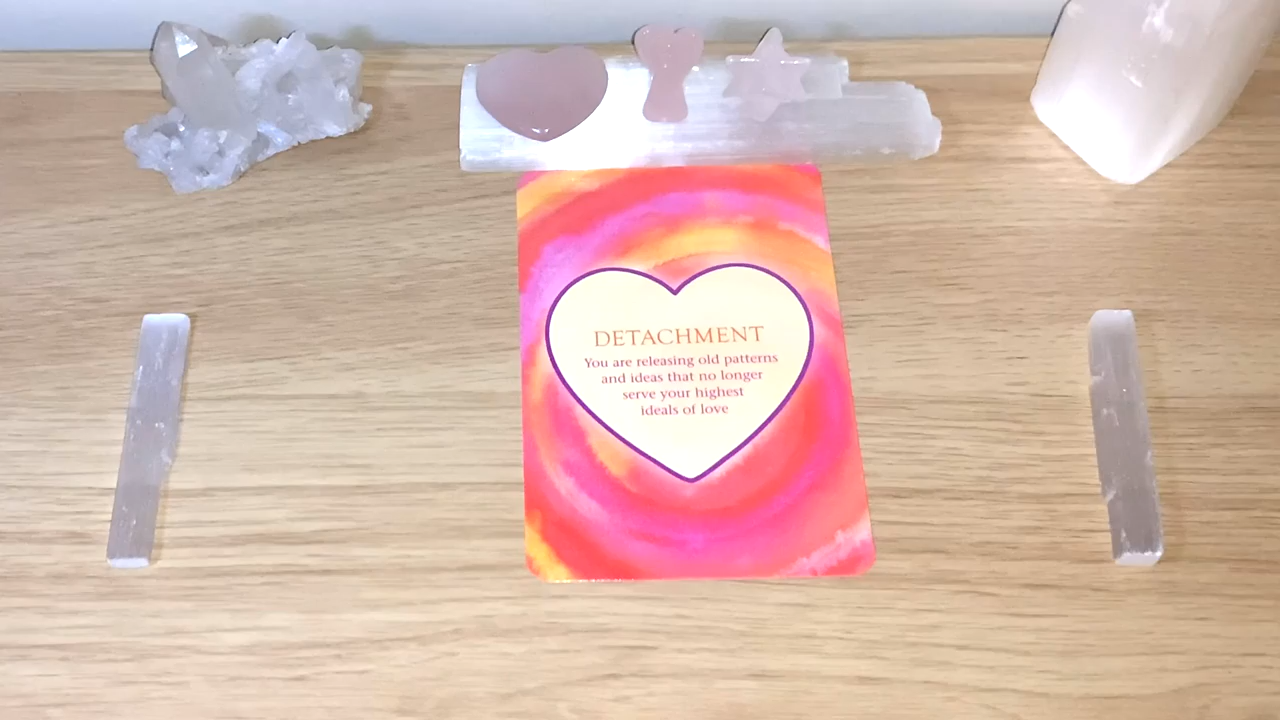 DETACHMENT
You are releasing old patterns
and ideas that no longer
serve your highest
ideals of love